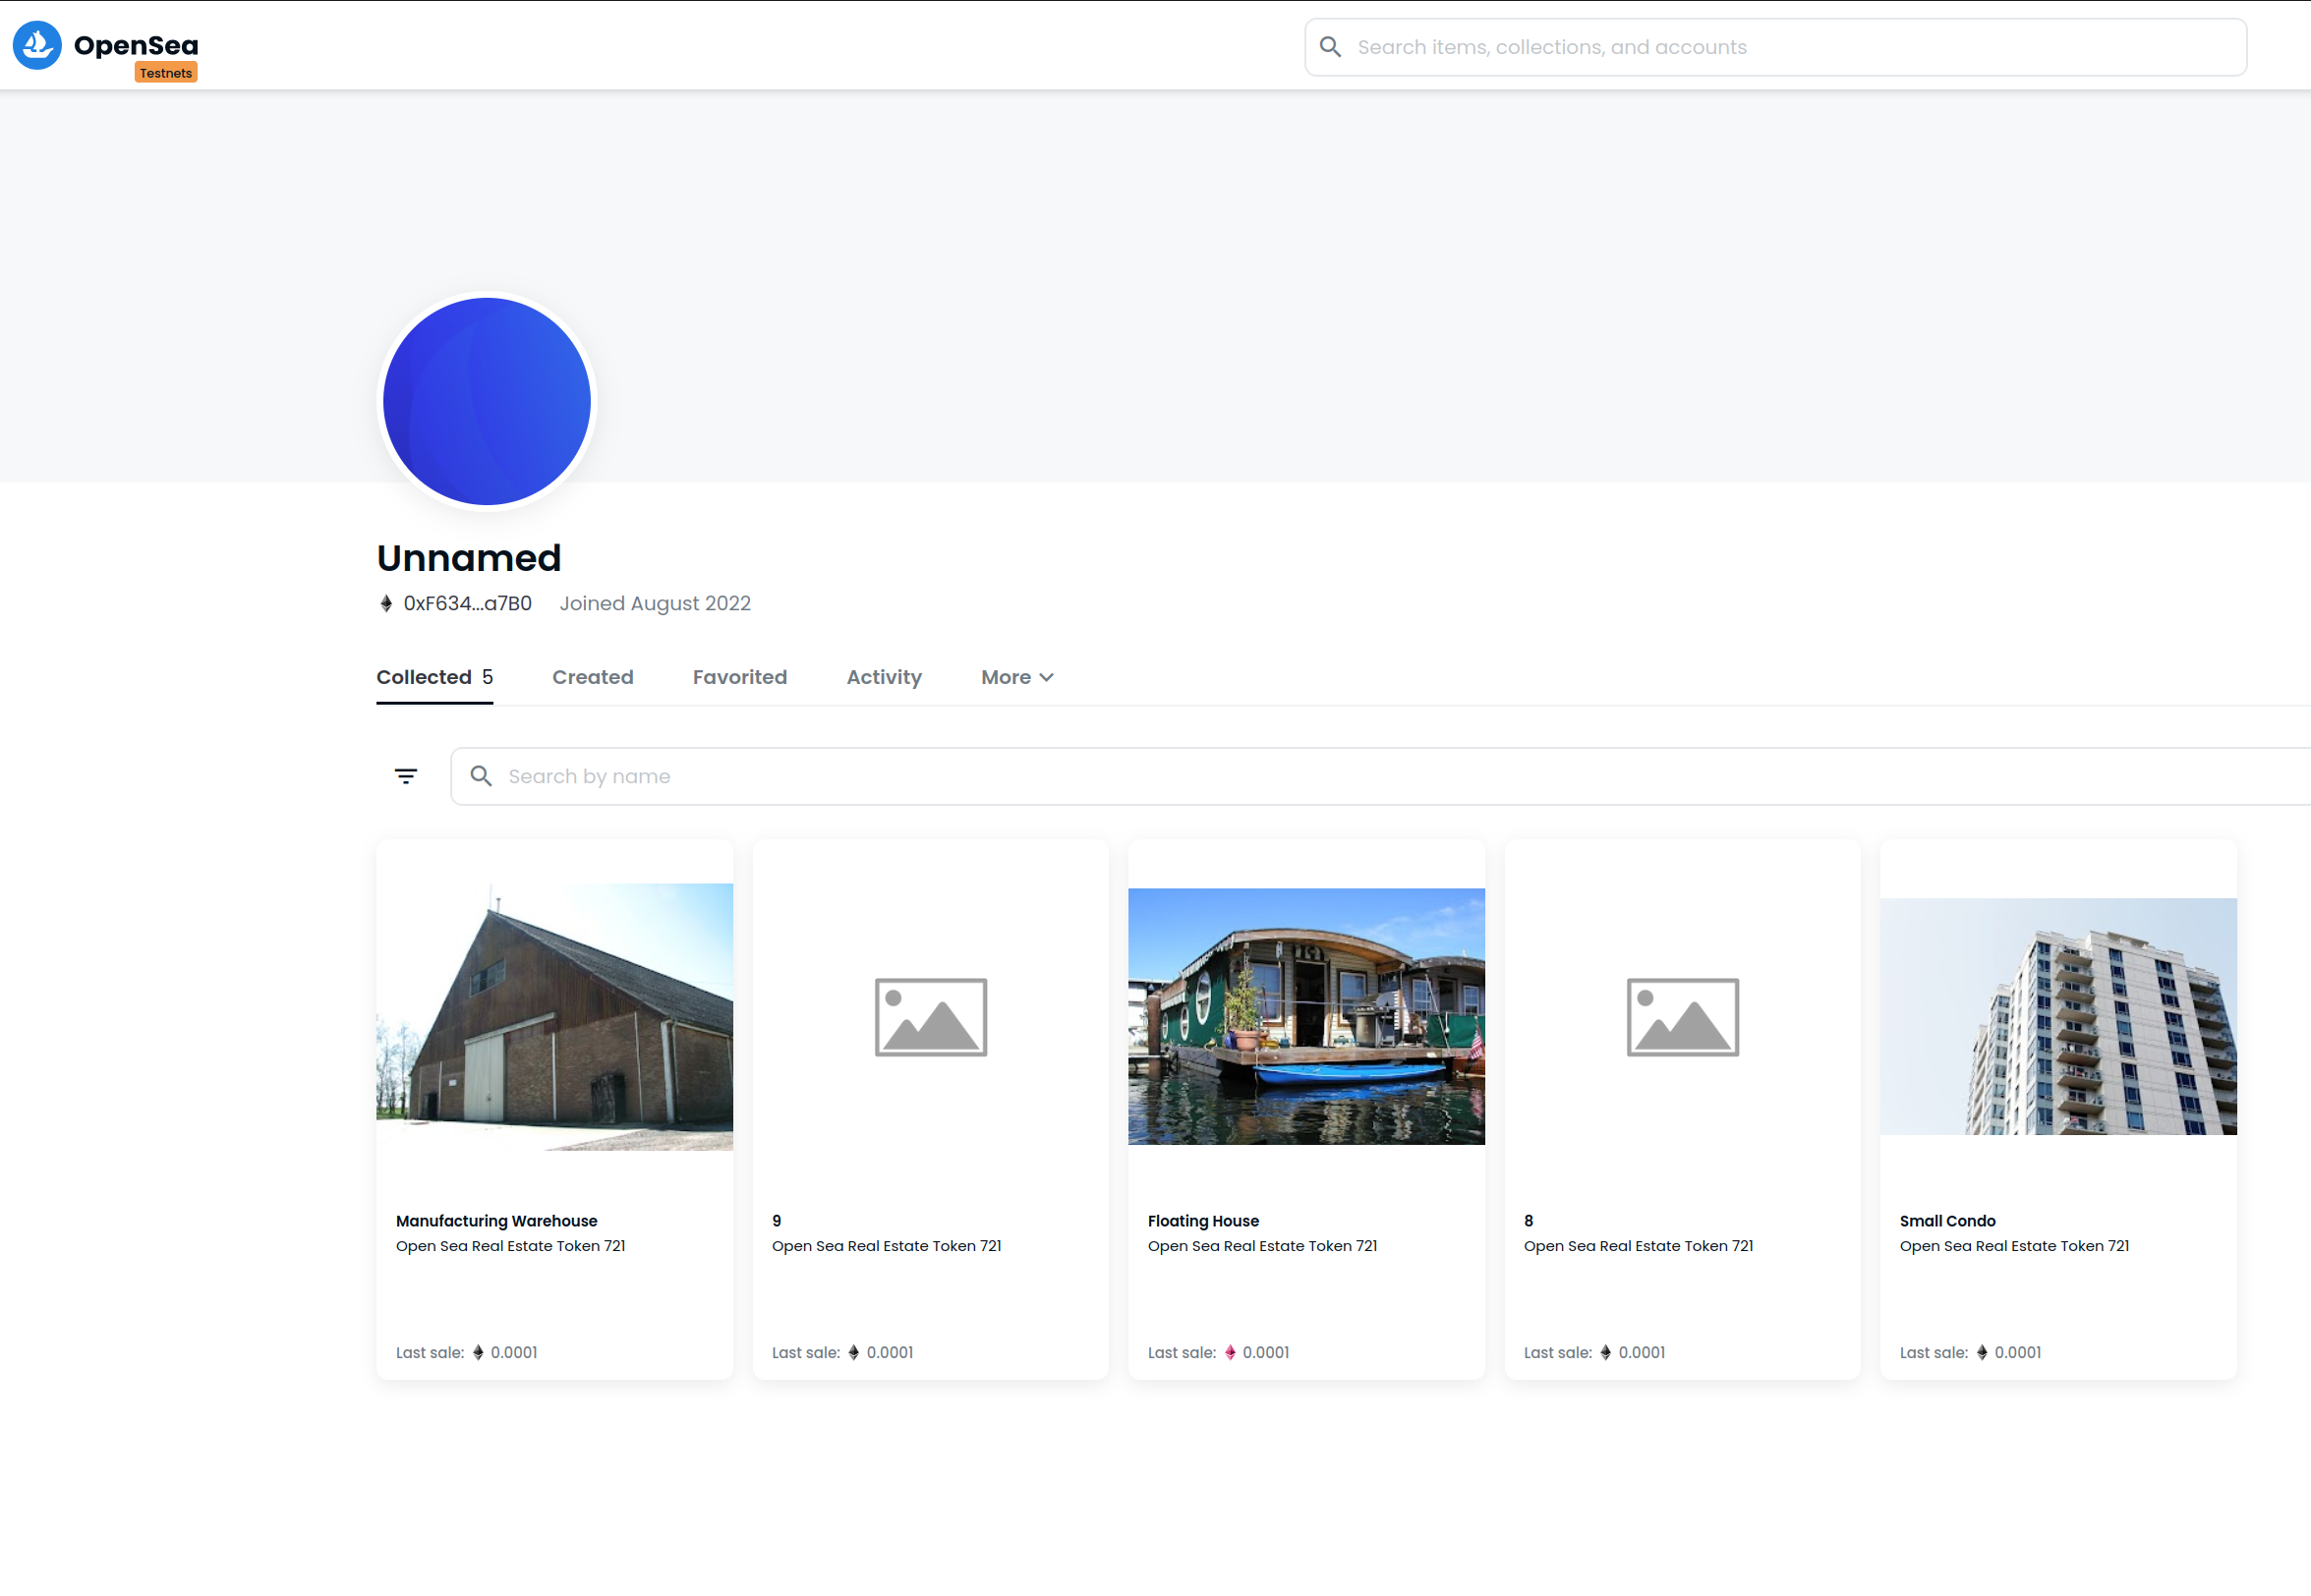 OpenSea
Testnets
Search items, collections, and accounts
Unnamed
0xF634...a7B0 Joined August 2022
Collected 5 Created Favorited Activity More
Search by name
Manufacturing Warehouse
Open Sea Real Estate Token 721
Last sale: 0.0001
9
Open Sea Real Estate Token 721
Last sale: 0.0001
Floating House
Open Sea Real Estate Token 721
Last sale: 0.0001
8
Open Sea Real Estate Token 721
Last sale: 0.0001
Small Condo
Open Sea Real Estate Token 721
Last sale: 0.0001